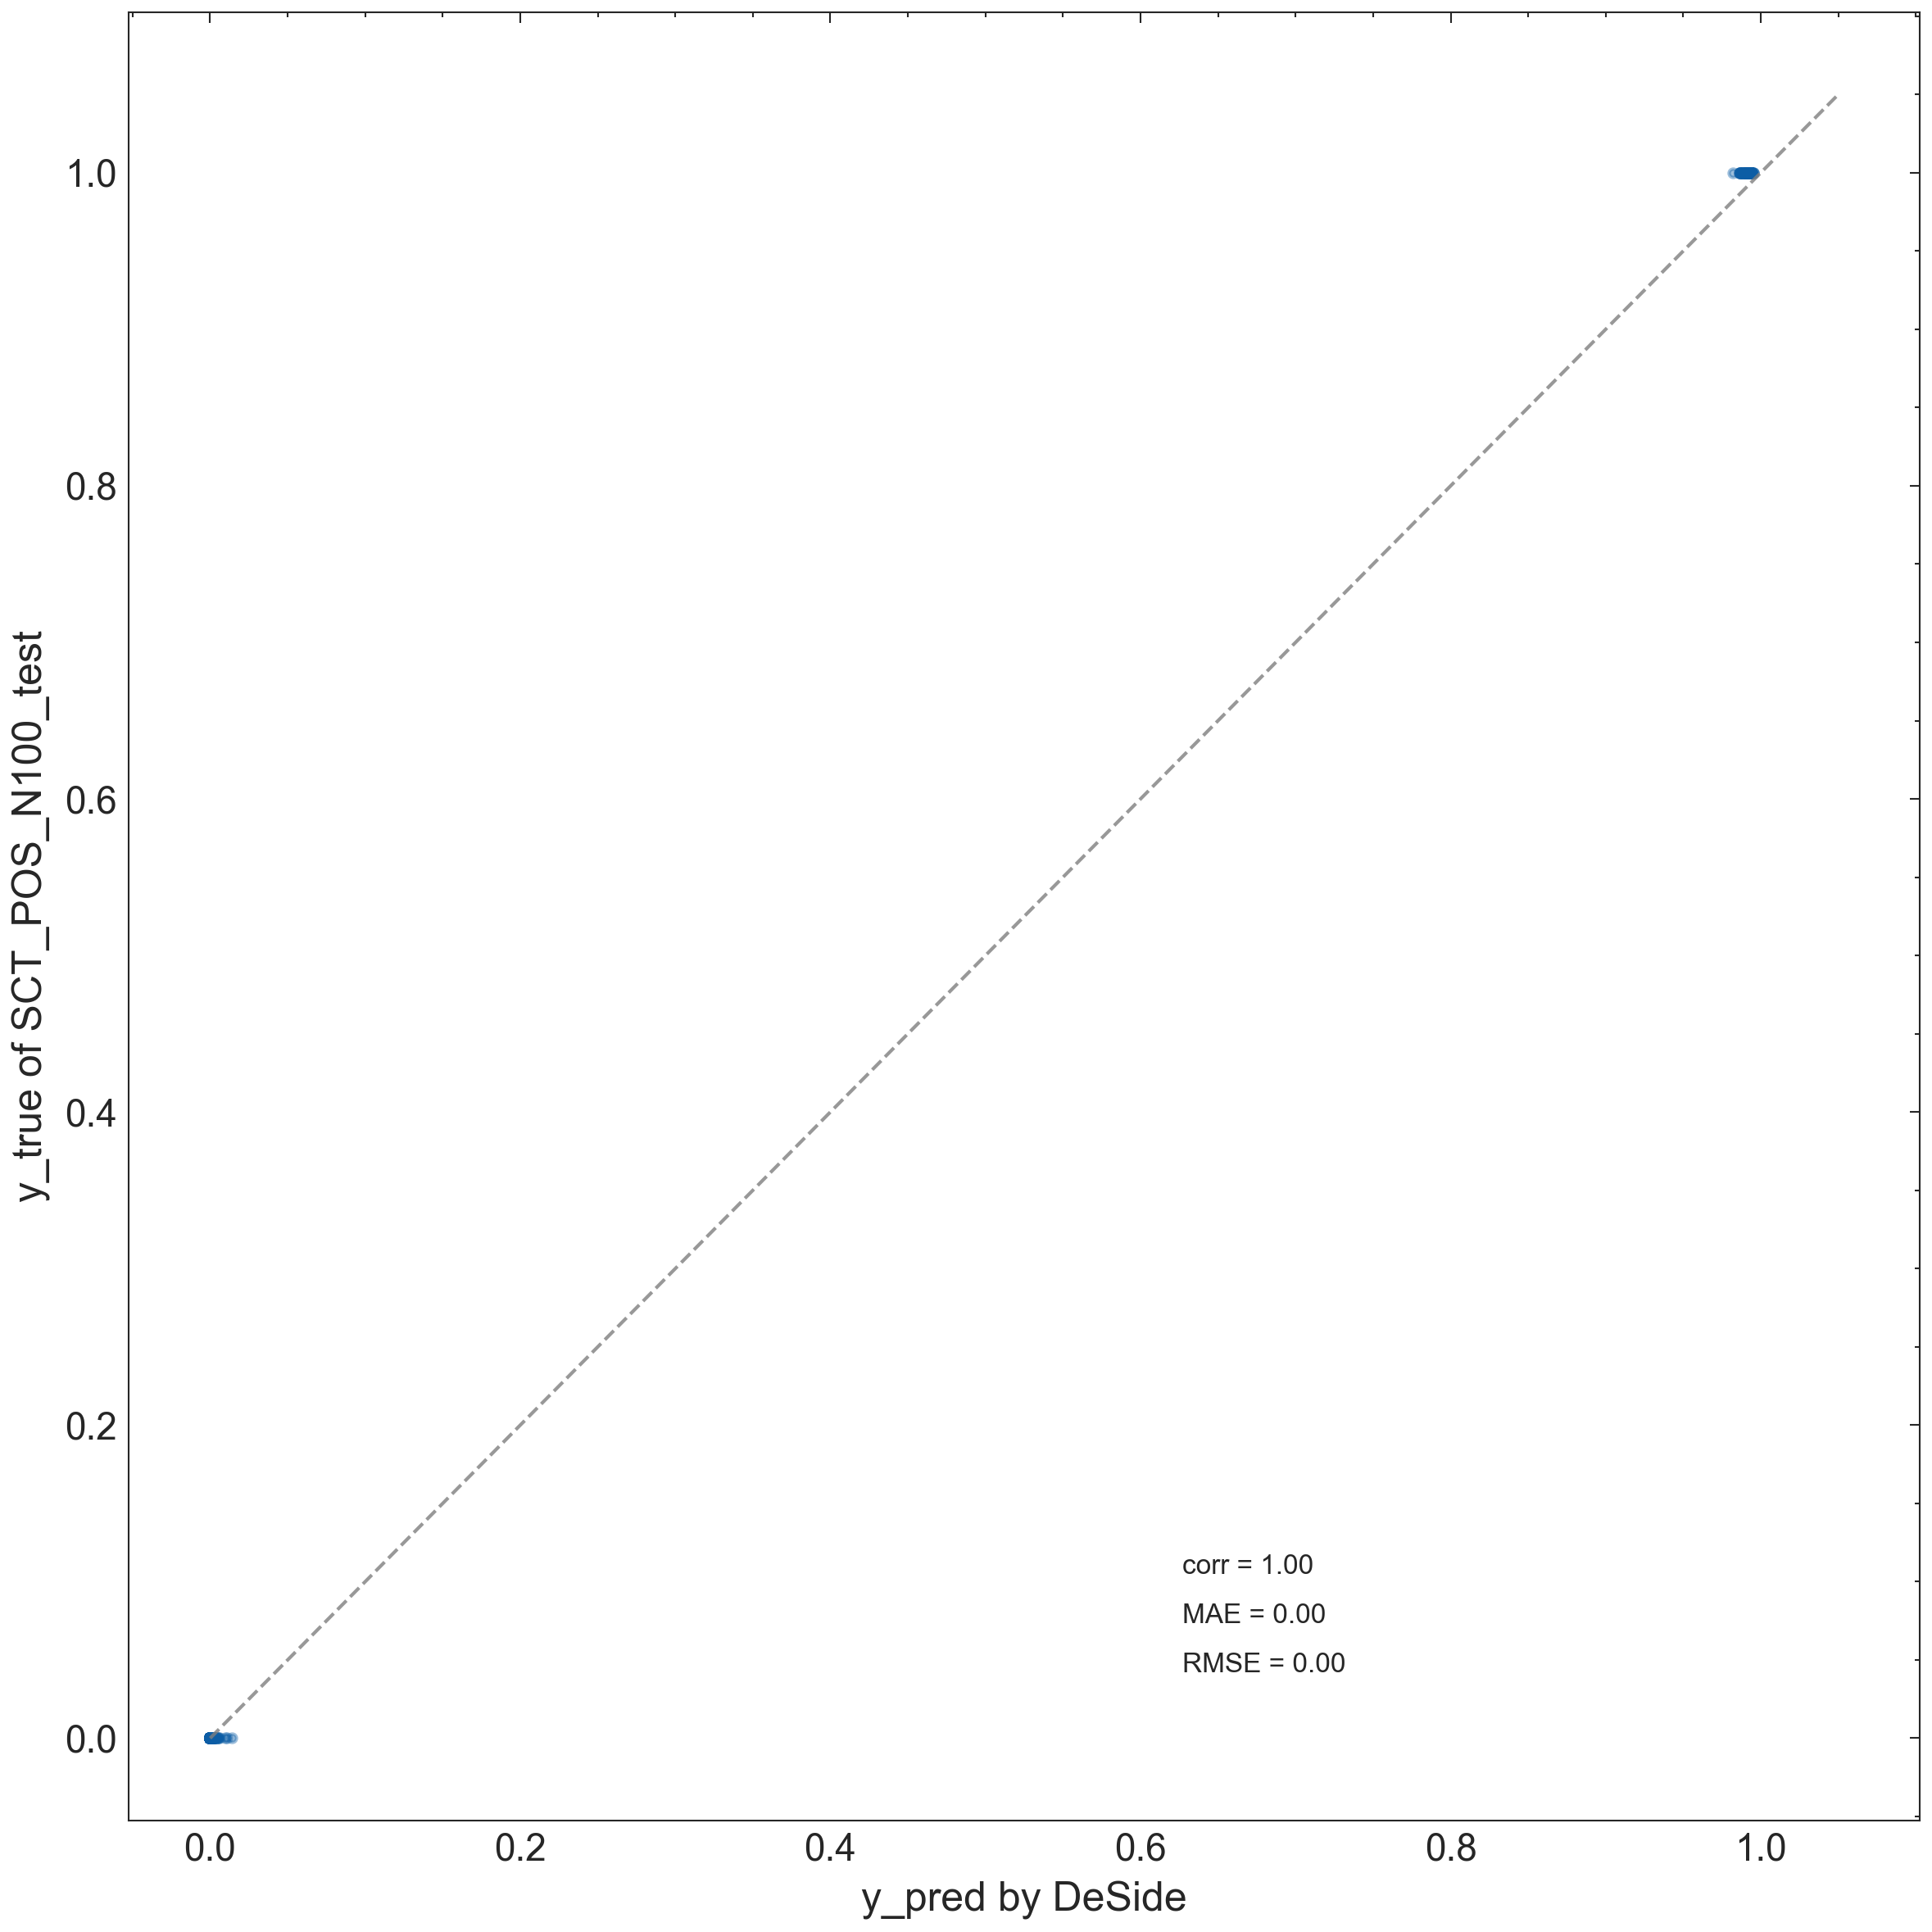 y_true of SCT_POS_N100_test
1.0
0.8
0.6
0.4
0.2
0.0
corr = 1.00
MAE = 0.00
RMSE = 0.00
0.0 0.2 0.4 0.6 0.8 1.0
y_pred by DeSide